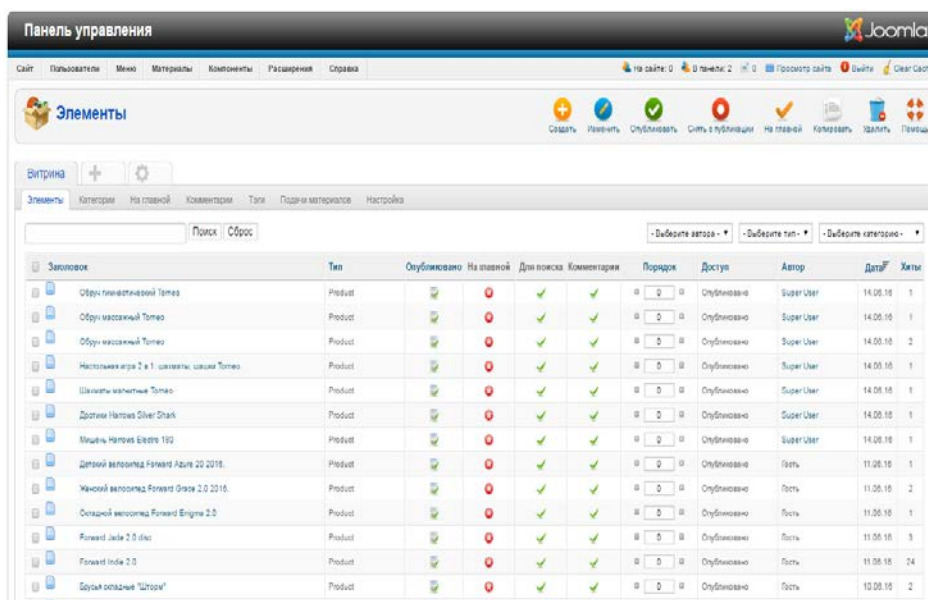 Панель управления
Joomla
Сайт Пользователи Меню Материалы Компоненты Расширения Справка На сайте: 0 В панели: 2 0 Просмотр сайта Выйти Clear Cach
Элементы
Создать Изменить Опубликовать Снять с публикации На главной Копировать Удалить Помощь
Витрина
Элементы Категории На главной Комментарии Тэги Подачи материалов Настройка
Поиск Сброс - Выберите автора - - Выберите тип - - Выберите категорию -
Заголовок Тип Опубликовано На главной Для поиска Комментарии Порядок Доступ Автор Дата Хиты
Обруч гимнастический Torneo Product 0 Опубликовано Super User 14.06.16 1
Обруч массажный Torneo Product 0 Опубликовано Super User 14.06.16 1
Обруч массажный Torneo Product 0 Опубликовано Super User 14.06.16 2
Настольная игра 2 в 1: шахматы, шашки Torneo Product 0 Опубликовано Super User 14.06.16 1
Шахматы магнитные Torneo Product 0 Опубликовано Super User 14.06.16 1
Дротики Harrows Silver Shark Product 0 Опубликовано Super User 14.06.16 1
Мишень Harrows Electro 180 Product 0 Опубликовано Super User 14.06.16 1
Детский велосипед Forward Azure 20 2016. Product 0 Опубликовано Гость 11.06.16 1
Женский велосипед Forward Grace 2.0 2016. Product 0 Опубликовано Гость 11.06.16 2
Складной велосипед Forward Enigma 2.0 Product 0 Опубликовано Гость 11.06.16 1
Forward Jade 2.0 disc Product 0 Опубликовано Гость 11.06.16 3
Forward Indie 2.0 Product 0 Опубликовано Гость 11.06.16 24
Брусья складные "Шторм" Product 0 Опубликовано Гость 10.06.16 2